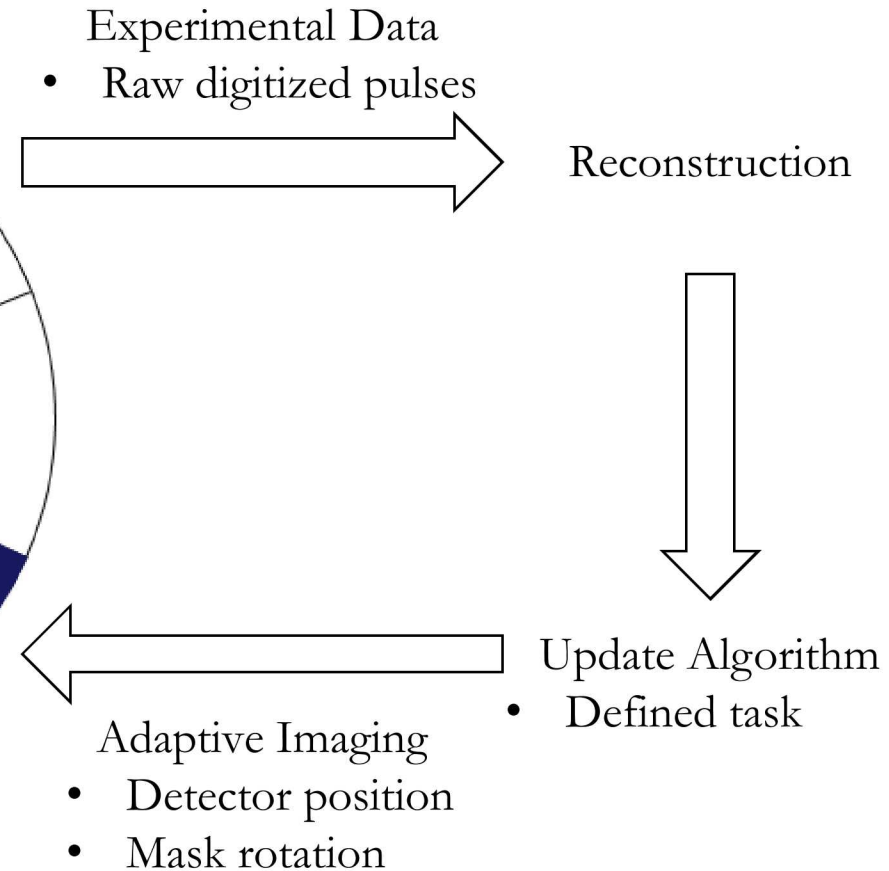 Experimental Data
• Raw digitized pulses
Reconstruction
Update Algorithm
• Defined task
Adaptive Imaging
• Detector position
• Mask rotation